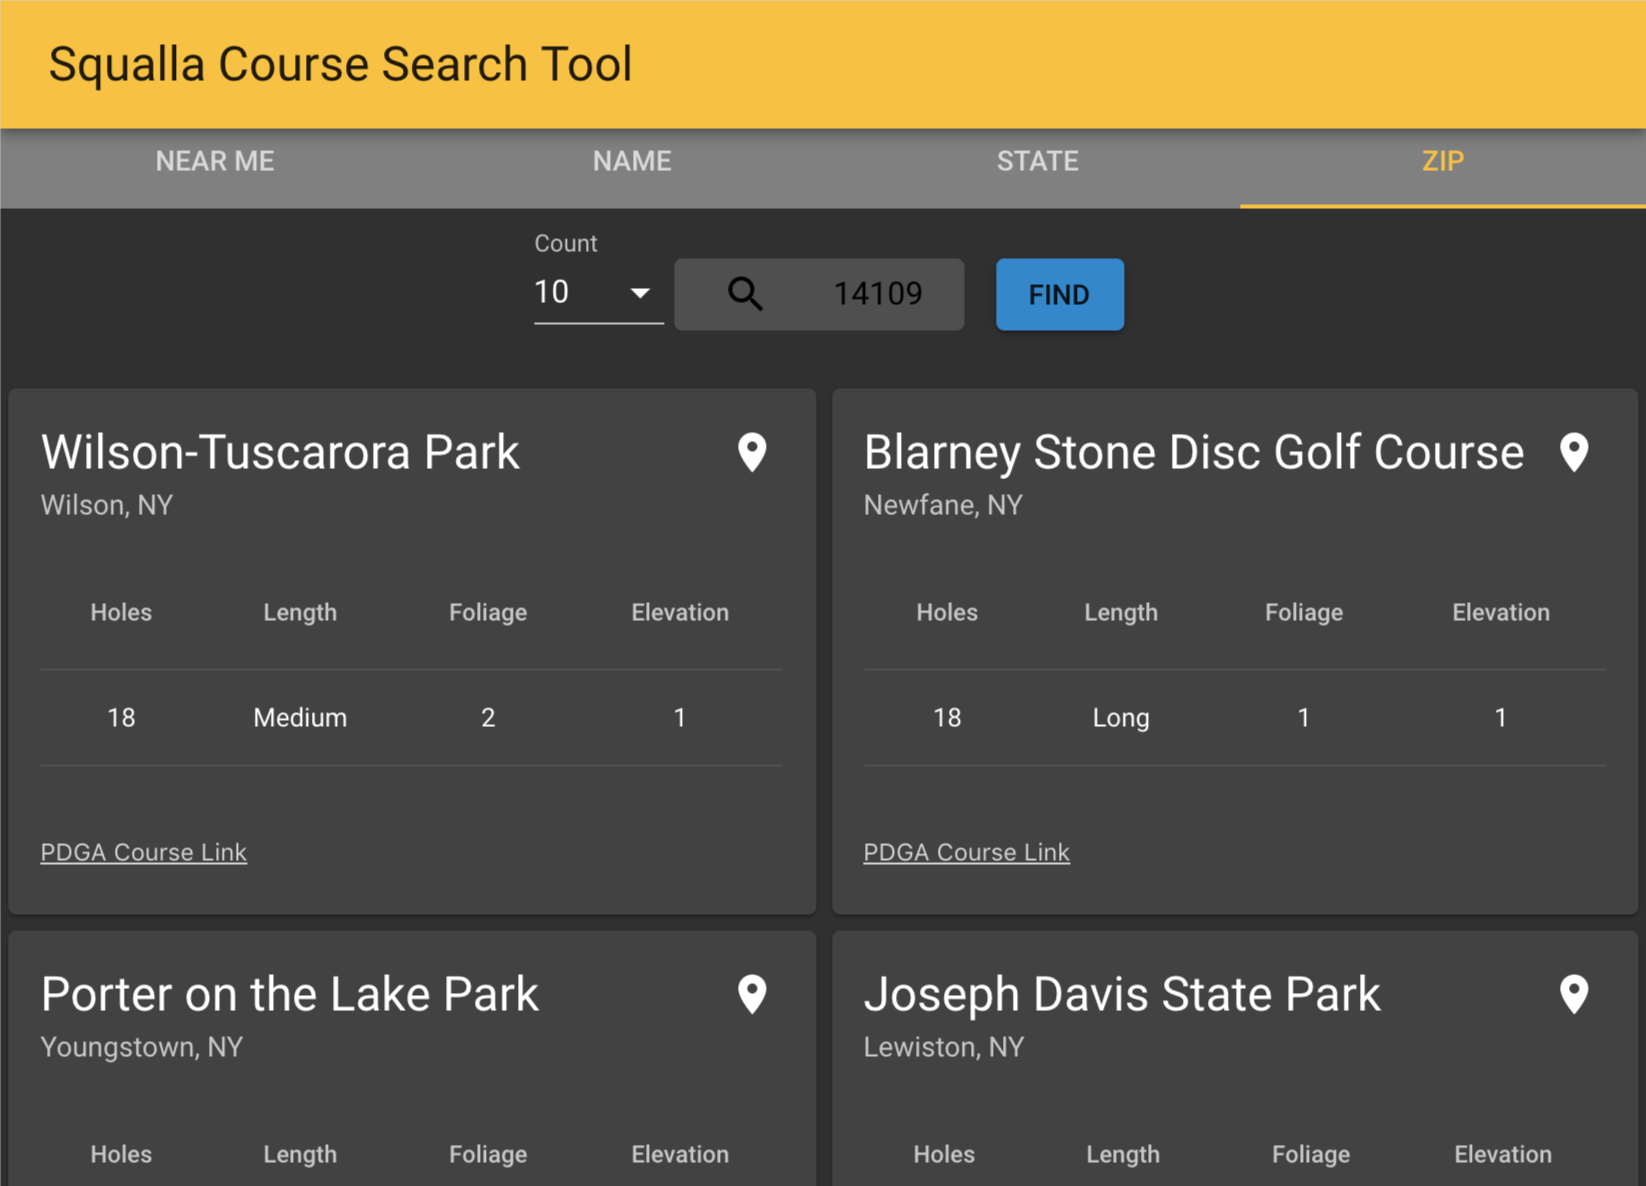 Squalla Course Search Tool
NEAR ME NAME STATE ZIP
Count
10 14109 FIND
Wilson-Tuscarora Park
Wilson, NY
Holes Length Foliage Elevation
18 Medium 2 1
PDGA Course Link
Blarney Stone Disc Golf Course
Newfane, NY
Holes Length Foliage Elevation
18 Long 1 1
PDGA Course Link
Porter on the Lake Park
Youngstown, NY
Holes Length Foliage Elevation
Joseph Davis State Park
Lewiston, NY
Holes Length Foliage Elevation